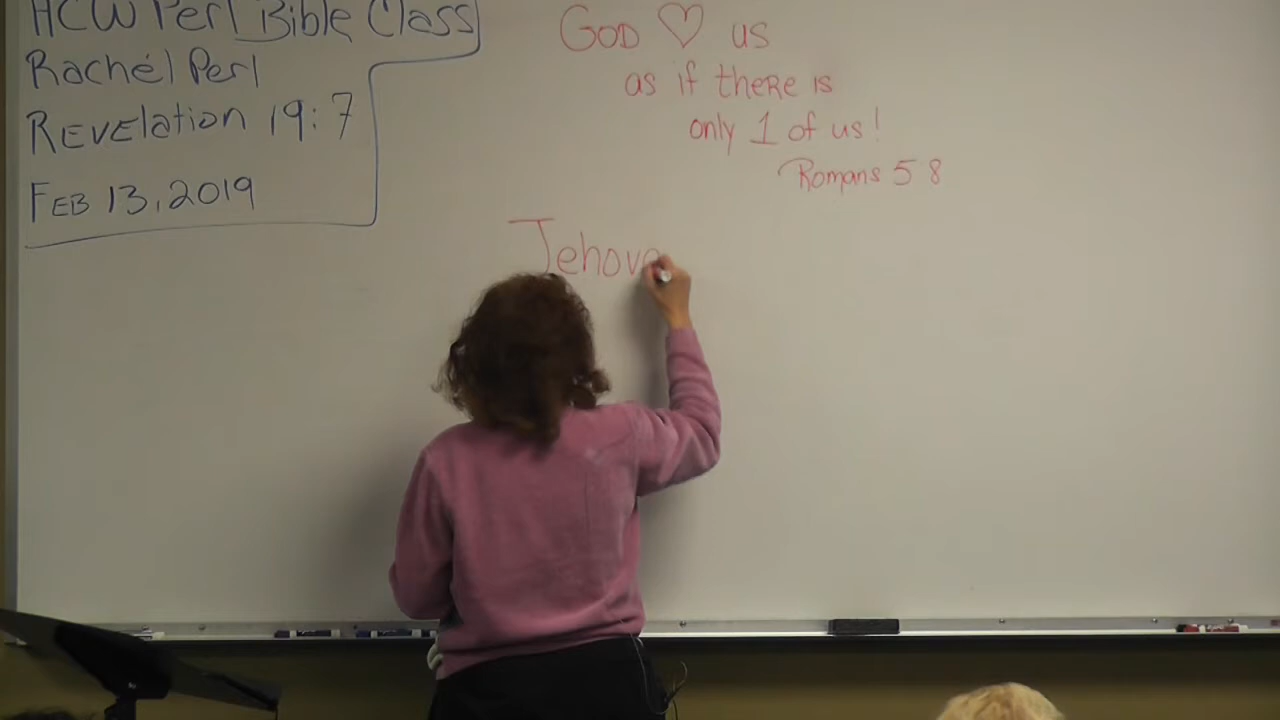 HCW Perl Bible Class
Rachel Perl
Revelation 19:7
Feb 13, 2019
God ♡ us
as if there is
only 1 of us!
Romans 5 8
Jehova